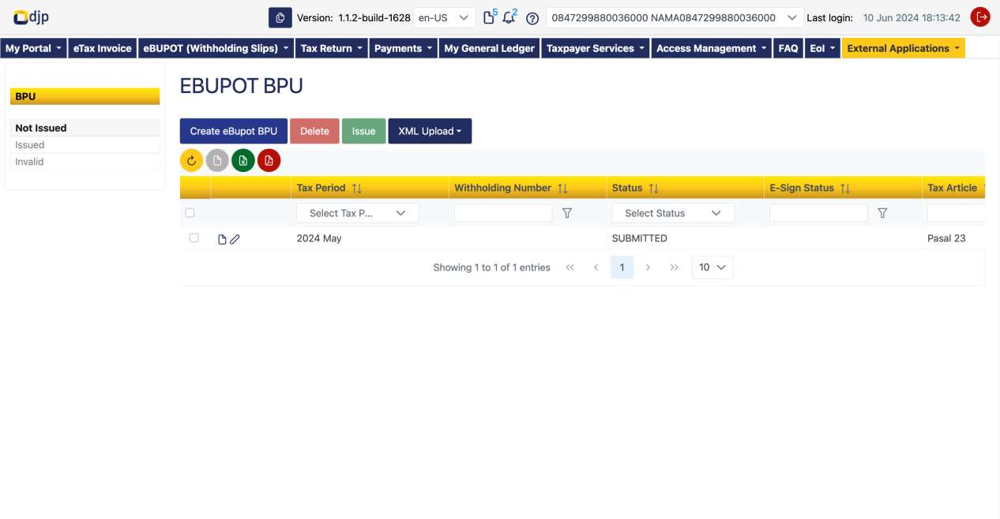 djp
Version: 1.1.2-build-1628 en-US 5 2 0847299880036000 NAMA0847299880036000 Last login: 10 Jun 2024 18:13:42
My Portal eTax Invoice eBUPOT (Withholding Slips) Tax Return Payments My General Ledger Taxpayer Services Access Management FAQ EoI External Applications
BPU
Not Issued
Issued
Invalid
EBUPOT BPU
Create eBupot BPU Delete Issue XML Upload
Tax Period Withholding Number Status E-Sign Status Tax Article
Select Tax P... Select Status
2024 May SUBMITTED Pasal 23
Showing 1 to 1 of 1 entries 1 10